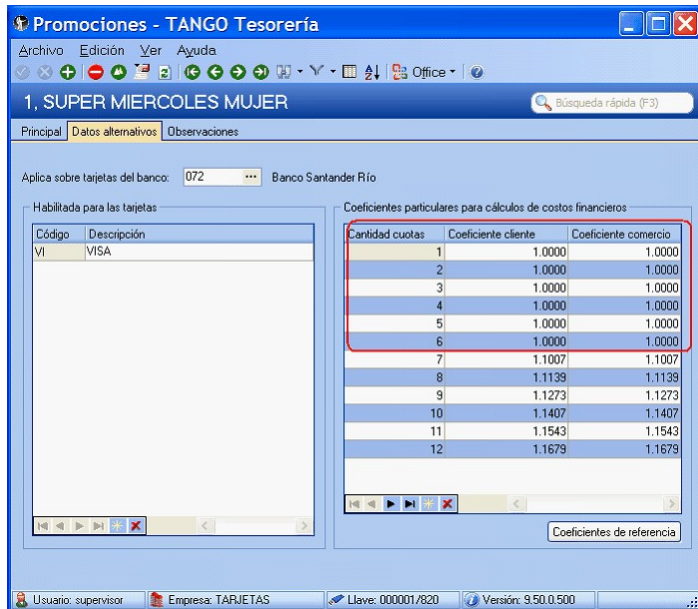 Promociones - TANGO Tesorería
Archivo Edición Ver Ayuda
Office
1, SUPER MIERCOLES MUJER
Búsqueda rápida (F3)
Principal Datos alternativos Observaciones
Aplica sobre tarjetas del banco: 072 ... Banco Santander Río
Habilitada para las tarjetas
Código Descripción
VI VISA
Coeficientes particulares para cálculos de costos financieros
Cantidad cuotas Coeficiente cliente Coeficiente comercio
1 1.0000 1.0000
2 1.0000 1.0000
3 1.0000 1.0000
4 1.0000 1.0000
5 1.0000 1.0000
6 1.0000 1.0000
7 1.1007 1.1007
8 1.1139 1.1139
9 1.1273 1.1273
10 1.1407 1.1407
11 1.1543 1.1543
12 1.1679 1.1679
Coeficientes de referencia
Usuario: supervisor Empresa: TARJETAS Llave: 000001/820 Versión: 9.50.0.500